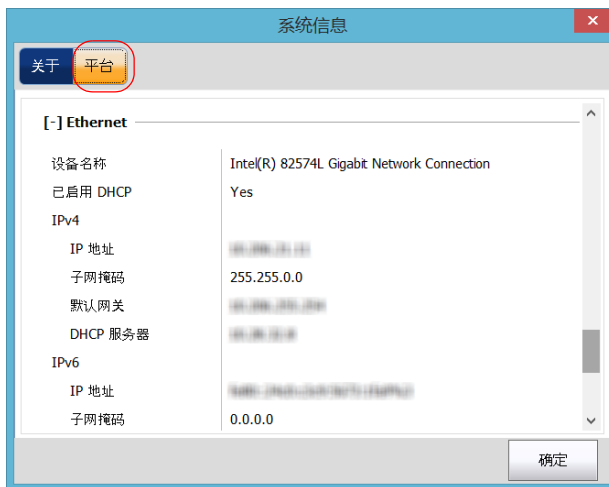 系统信息
关于 平台
[-] Ethernet
设备名称 Intel(R) 82574L Gigabit Network Connection
已启用 DHCP Yes
IPv4
IP 地址
子网掩码 255.255.0.0
默认网关
DHCP 服务器
IPv6
IP 地址
子网掩码 0.0.0.0
确定